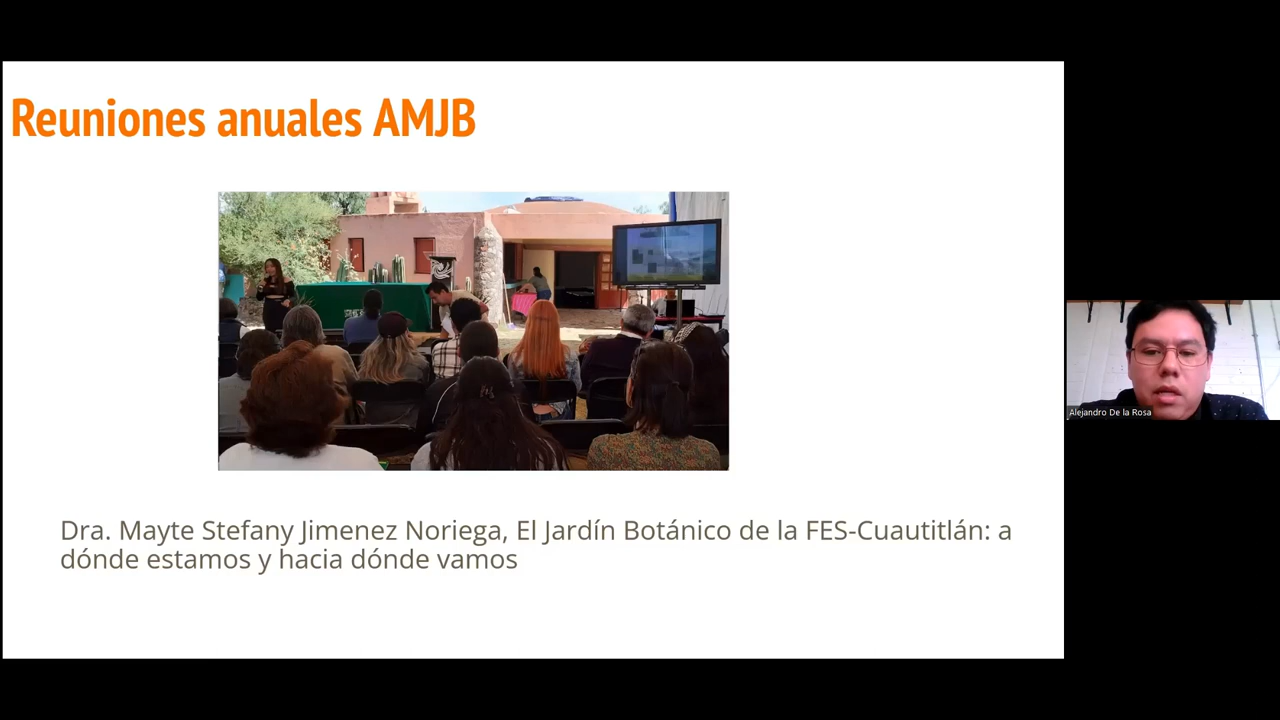 Reuniones anuales AMJB
Dra. Mayte Stefany Jimenez Noriega, El Jardín Botánico de la FES-Cuautitlán: a
dónde estamos y hacia dónde vamos
Alejandro De la Rosa